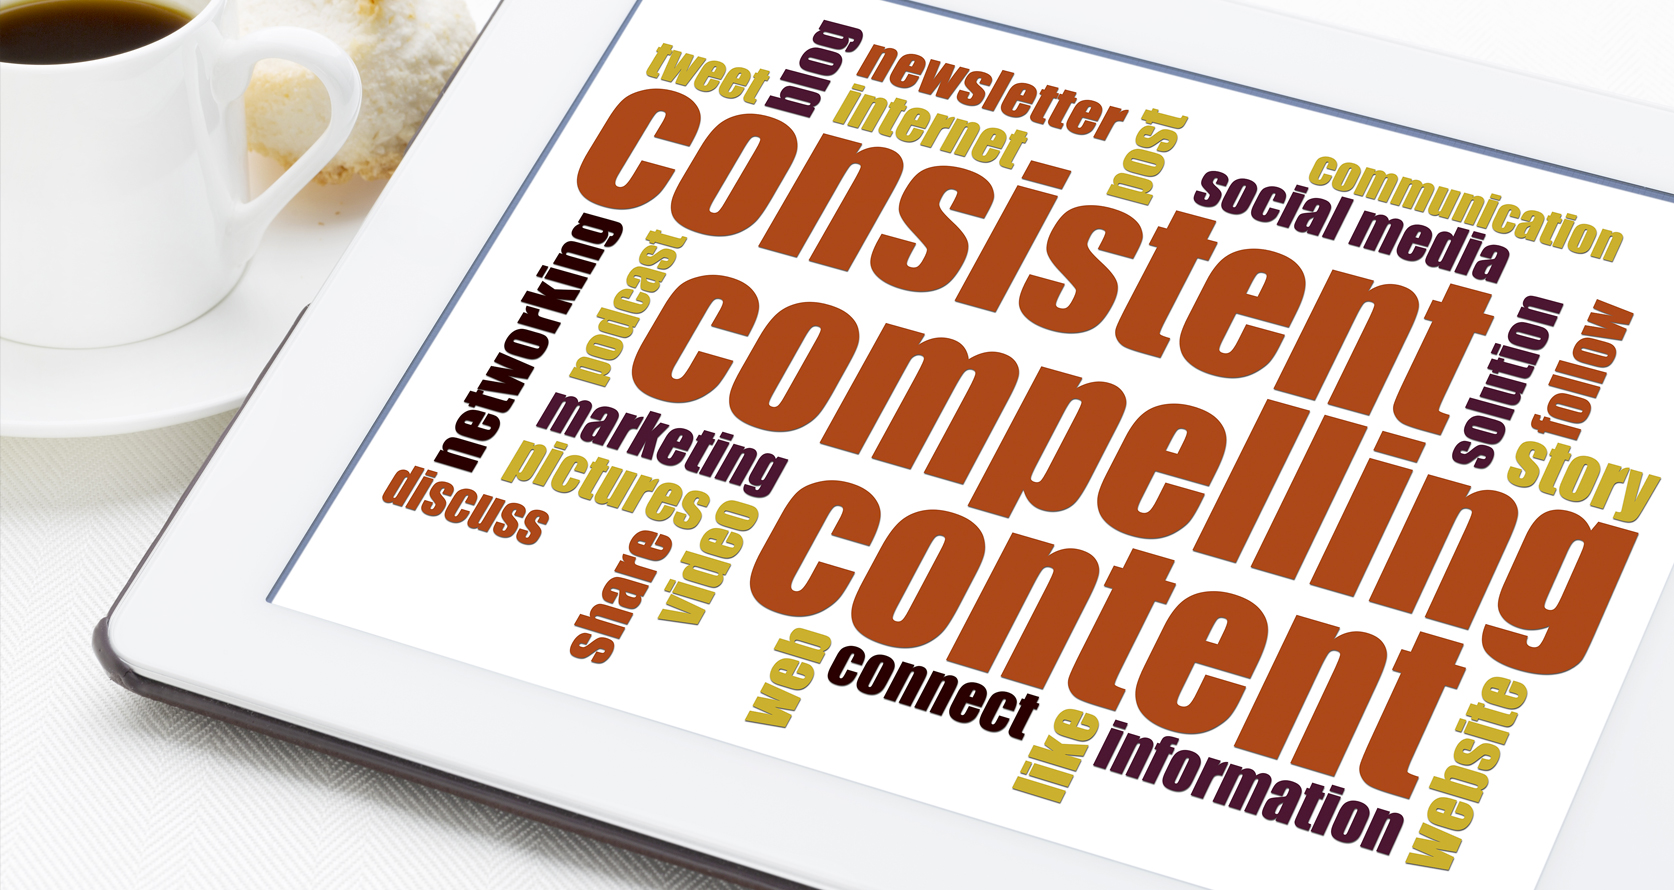 tweet
blog
newsletter
internet
post
communication
social media
consistent
networking
podcast
compelling
solution
follow
story
marketing
pictures
discuss
video
share
content
web
connect
like
information
website